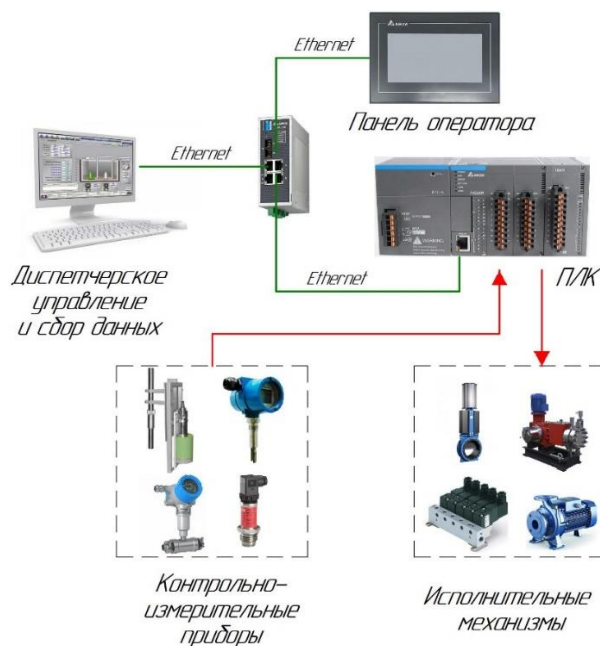 Ethernet
Панель оператора
Ethernet
Диспетчерское
управление
и сбор данных
Ethernet
ПЛК
Контрольно-
измерительные
приборы
Исполнительные
механизмы